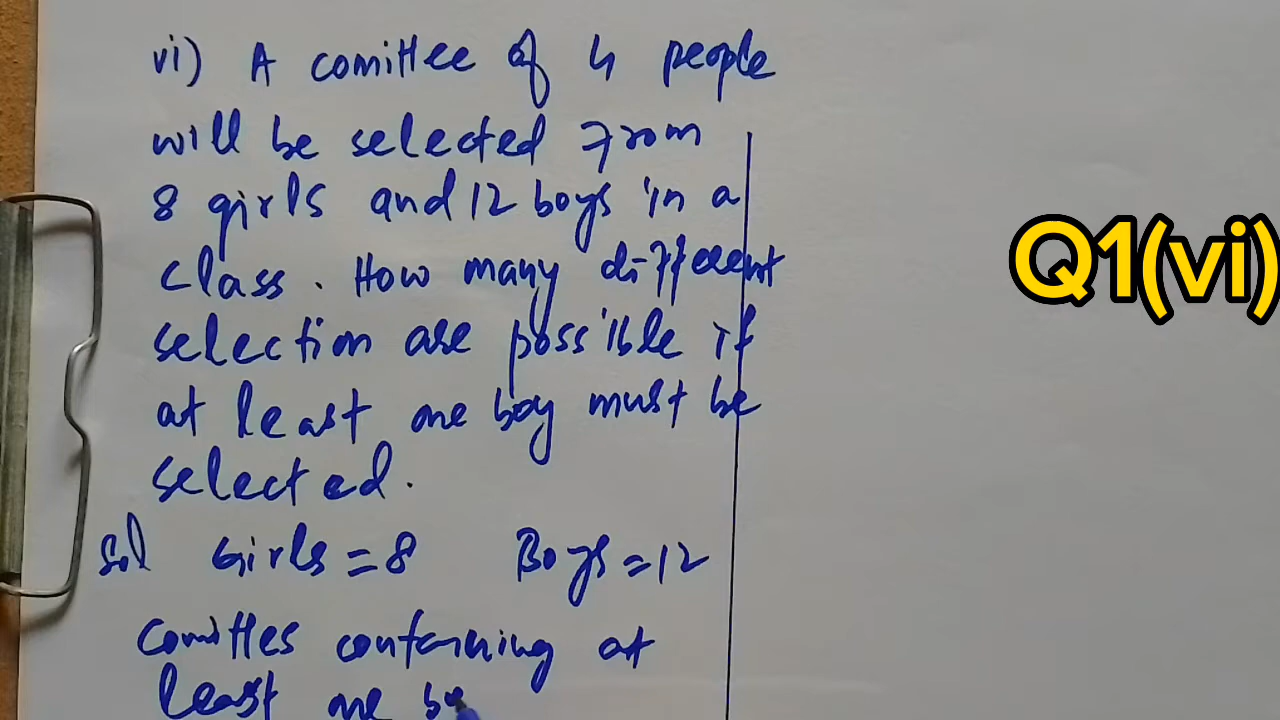 vi) A comittee of 4 people
will be selected from
8 girls and 12 boys in a
class. How many different
selection are possible if
at least one boy must be
selected.
Sol Girls = 8 Boys = 12
Comittes containing at
least one bo
Q1(vi)